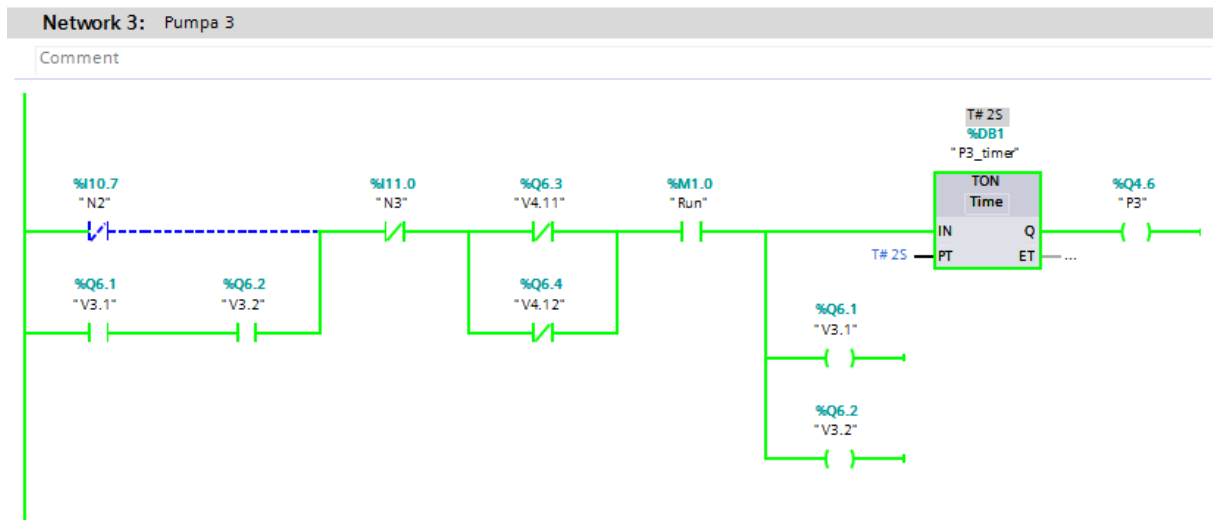 Network 3: Pumpa 3
Comment
T# 2S
%DB1
"P3_timer"
%I10.7
"N2"
%I11.0
"N3"
%Q6.3
"V4.11"
%M1.0
"Run"
TON
Time
%Q4.6
"P3"
IN
Q
T# 2S
PT
ET
...
%Q6.1
"V3.1"
%Q6.2
"V3.2"
%Q6.4
"V4.12"
%Q6.1
"V3.1"
%Q6.2
"V3.2"